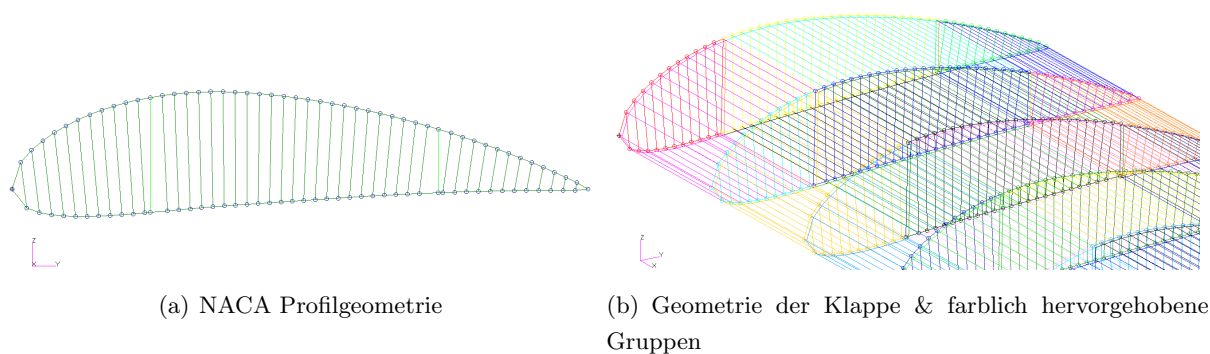 Z
X
Y
Z
Y
X
(a) NACA Profilgeometrie
(b) Geometrie der Klappe & farblich hervorgehobene
Gruppen